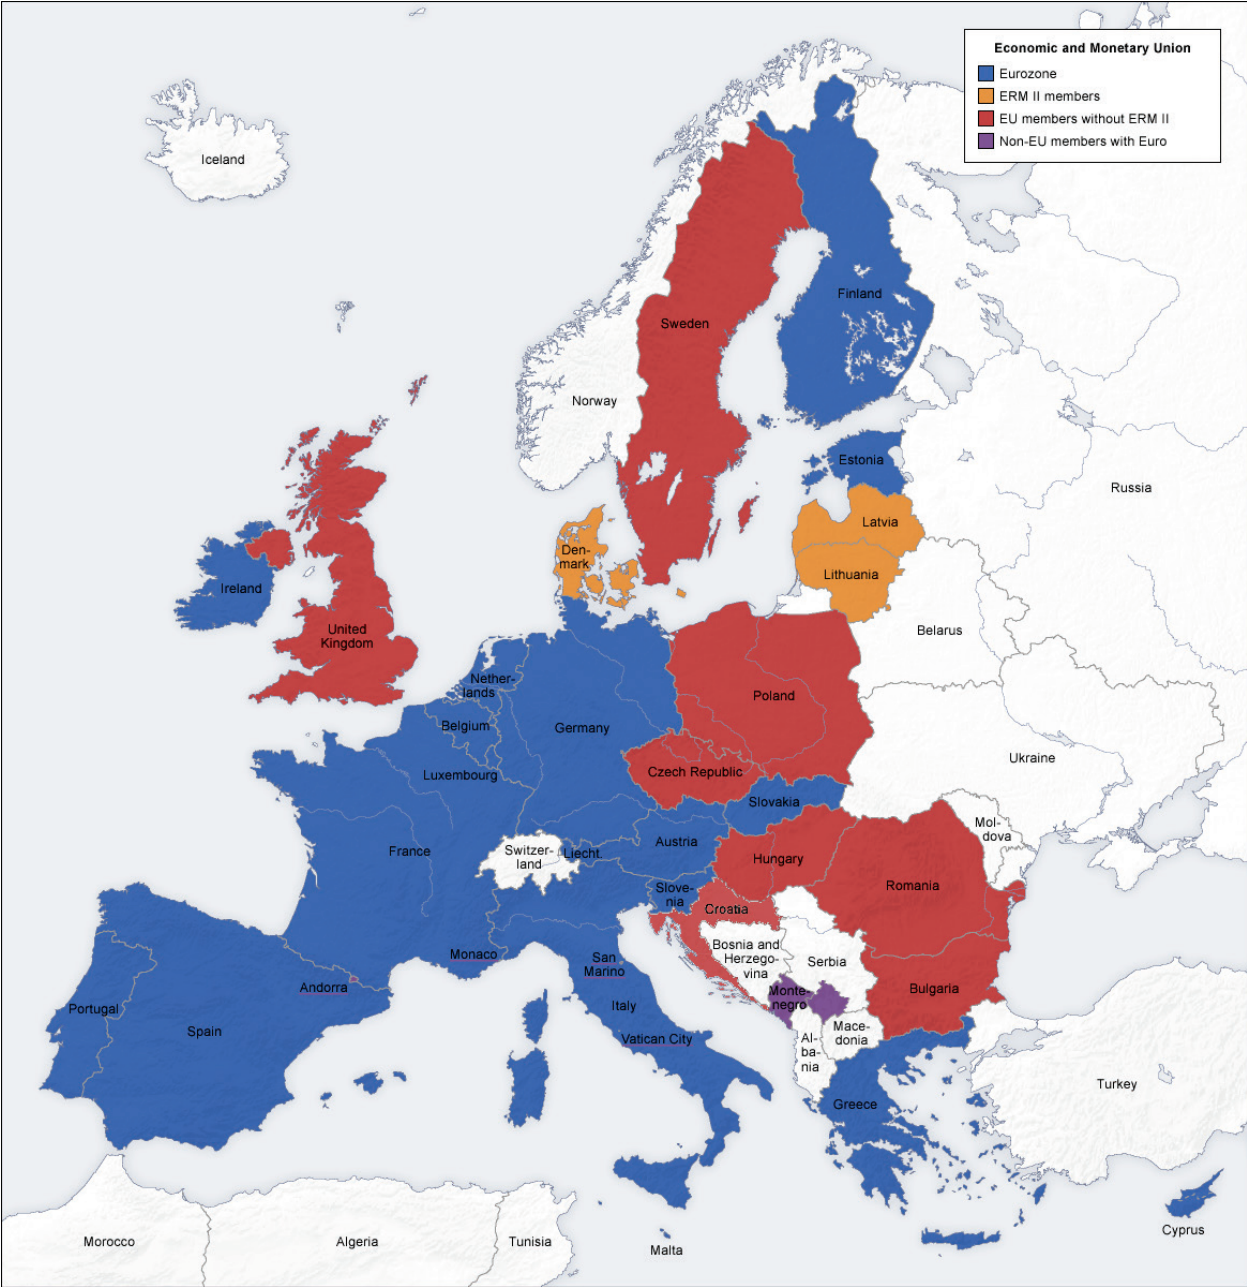 Economic and Monetary Union
Eurozone
ERM II members
EU members without ERM II
Non-EU members with Euro
Iceland
Finland
Sweden
Norway
Estonia
Russia
Latvia
Den-
mark
Lithuania
Ireland
United
Kingdom
Belarus
Nether-
lands
Poland
Belgium
Germany
Ukraine
Czech Republic
Luxembourg
Slovakia
Mol-
dova
Austria
France
Switzer-
land
Liecht.
Hungary
Romania
Slove-
nia
Croatia
Bosnia and
Herzego-
vina
Monaco
San
Marino
Serbia
Andorra
Monte-
negro
Bulgaria
Portugal
Italy
Spain
Vatican City
Mace-
donia
Al-
ba-
nia
Turkey
Greece
Cyprus
Morocco
Algeria
Tunisia
Malta